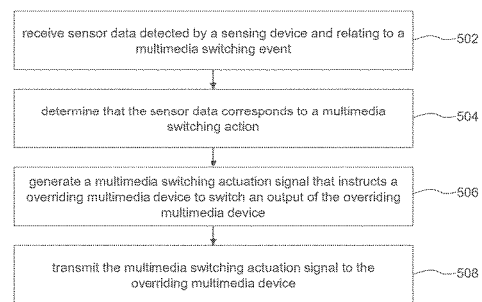 receive sensor data detected by a sensing device and relating to a
multimedia switching event
502
determine that the sensor data corresponds to a multimedia
switching action
504
generate a multimedia switching actuation signal that instructs a
overriding multimedia device to switch an output of the overriding
multimedia device
506
transmit the multimedia switching actuation signal to the
overriding multimedia device
508